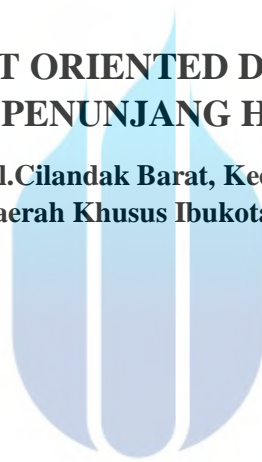 T ORIENTED D
PENUNJANG H
l.Cilandak Barat, Kec
aerah Khusus Ibukota